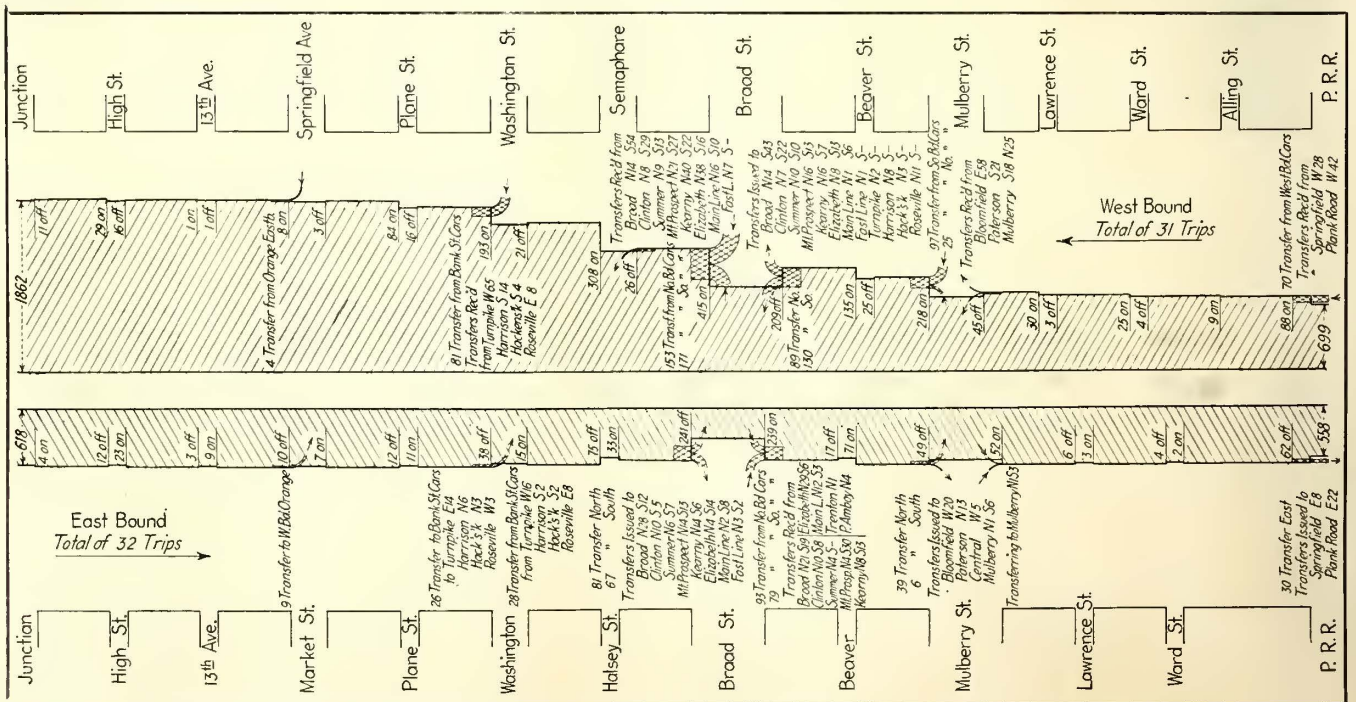 Junction
High St.
13th Ave.
Springfield Ave
Plane St.
Washington St.
Semaphore
Broad St.
Beaver St.
Mulberry St.
Lawrence St.
Ward St.
Alling St.
P. R. R.
1862
11 off
29 on
16 off
1 on
1 off
4 Transfer from Orange Eastb.
8 on
3 off
84 on
16 off
81 Transfer from Bank St. Cars
193 on
Transfers Rec'd
from Turnpike W65
Harrison S 14
Hockens S 4
Roseville E 8
21 off
308 on
26 off
Transfers Rec'd from
Broad N14 S54
Clinton N8 S29
Summer N9 S13
Mt. Prospect N21 S27
Kearny N40 S22
Elizabeth N38 S16
Main Line N16 S10
Fast L. N7 S-
153 Transf. from No. Bd. Cars
171 " So. " "
415 on
209 off
89 Transfer No.
130 " So.
Transfers Issued to
Broad N14 S43
Clinton N7 S22
Summer N10 S10
Mt. Prospect N16 S13
Kearny N16 S7
Elizabeth N8 S13
Main Line N1 S6
Fast Line N1 S-
Turnpike N2 S-
Harrison N8 S-
Hock'sk N3 S-
Roseville N11 S-
135 on
25 off
218 on
97 Transfer from So. Bd. Cars
25 " " No. " "
Transfers Rec'd from
Bloomfield E58
Paterson S21
Mulberry S18 N25
45 off
30 on
3 off
25 on
4 off
9 on
88 on
West Bound
Total of 31 Trips
70 Transfer from West Bd. Cars
Transfers Rec'd from
Springfield W28
Plank Road W42
699
618
4 on
12 off
23 on
3 off
9 on
10 off
7 on
12 off
11 on
38 off
15 on
75 off
33 on
241 off
239 on
17 off
71 on
49 off
52 on
6 off
3 on
4 off
2 on
62 off
558
East Bound
Total of 32 Trips
9 Transfer to W. Bd. Orange
26 Transfer to Bank St. Cars
to Turnpike E14
Harrison N6
Hack's'k N3
Roseville W3
28 Transfer from Bank St. Cars
from Turnpike W16
Harrison S2
Hack's'k S2
Roseville E8
81 Transfer North
67 " South
Transfers Issued to
Broad N28 S12
Clinton N10 S5
Summer N6 S7
Mt. Prospect N14 S13
Kearny N4 S6
Elizabeth N14 S14
Main Line N2 S8
Fast Line N3 S2
93 Transfer from No. Bd. Cars
79 " " So. " "
Transfers Rec'd from
Broad N21 S9 Elizabeth N29 S6
Clinton N10 S8 Main L. N12 S3
Summer N4 S- Trenton N1
Mt. Prosp. N4 S30 P. Amboy N4
Kearny N8 S13
39 Transfer North
6 " South
Transfers Issued to
Bloomfield W20
Paterson N13
Central W5
Mulberry N1 S6
Transferring to Mulberry N1 S3
30 Transfer East
Transfers Issued to
Springfield E8
Plank Road E22
Junction
High St.
13th Ave.
Market St.
Plane St.
Washington St.
Halsey St.
Broad St.
Beaver St.
Mulberry St.
Lawrence St.
Ward St.
P. R. R.